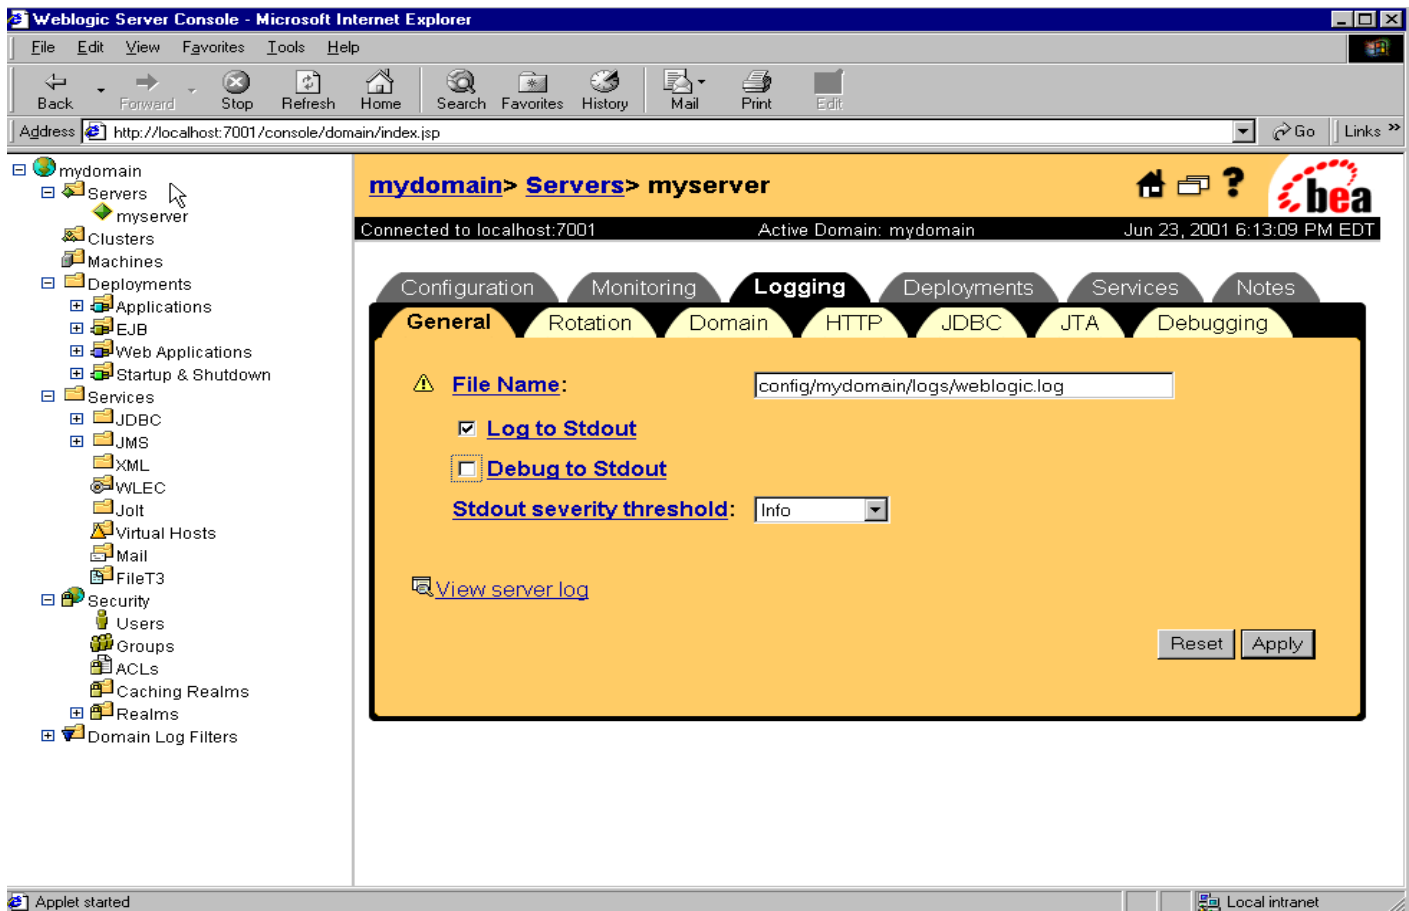 Weblogic Server Console - Microsoft Internet Explorer
File Edit View Favorites Tools Help
Back Forward Stop Refresh Home Search Favorites History Mail Print Edit
Address http://localhost:7001/console/domain/index.jsp Go Links »
mydomain
Servers
myserver
Clusters
Machines
Deployments
Applications
EJB
Web Applications
Startup & Shutdown
Services
JDBC
JMS
XML
WLEC
Jolt
Virtual Hosts
Mail
FileT3
Security
Users
Groups
ACLs
Caching Realms
Realms
Domain Log Filters
mydomain> Servers> myserver ? bea
Connected to localhost:7001 Active Domain: mydomain Jun 23, 2001 6:13:09 PM EDT
Configuration Monitoring Logging Deployments Services Notes
General Rotation Domain HTTP JDBC JTA Debugging
File Name: config/mydomain/logs/weblogic.log
Log to Stdout
Debug to Stdout
Stdout severity threshold: Info
View server log
Reset Apply
Applet started Local intranet